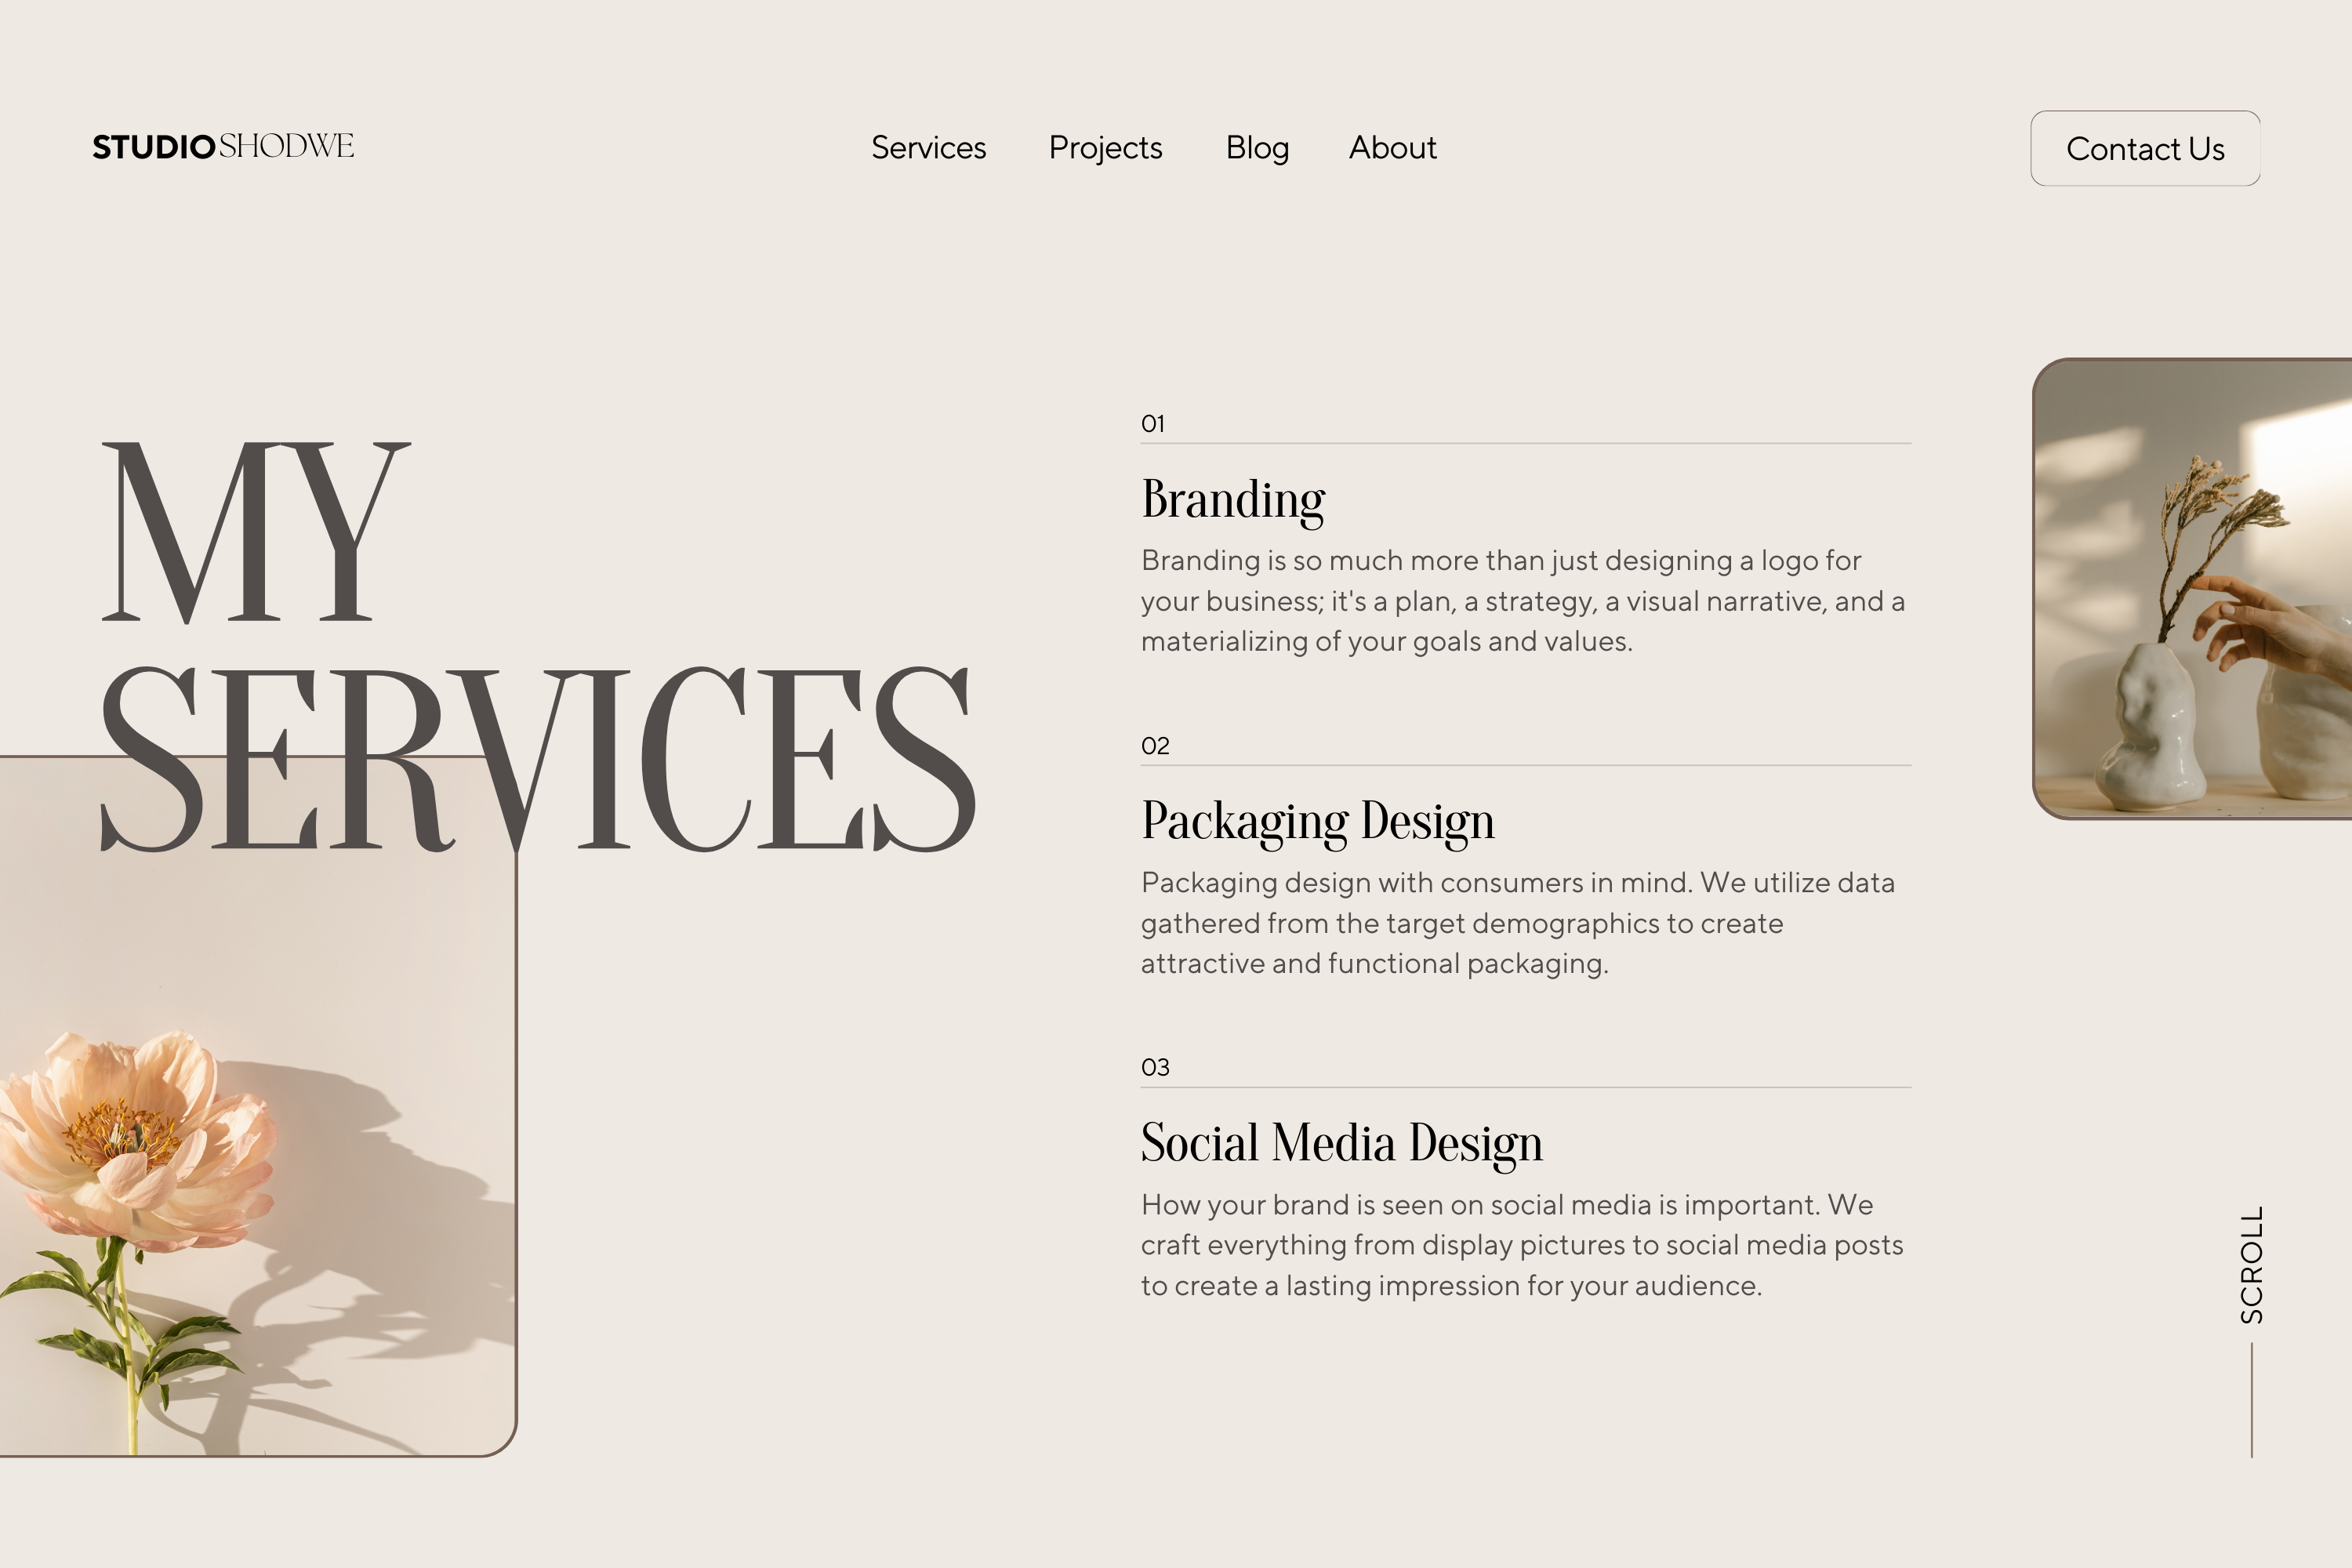 STUDIO SHODWE
Services Projects Blog About
Contact Us
MY
SERVICES
01
Branding
Branding is so much more than just designing a logo for
your business; it's a plan, a strategy, a visual narrative, and a
materializing of your goals and values.
02
Packaging Design
Packaging design with consumers in mind. We utilize data
gathered from the target demographics to create
attractive and functional packaging.
03
Social Media Design
How your brand is seen on social media is important. We
craft everything from display pictures to social media posts
to create a lasting impression for your audience.
SCROLL